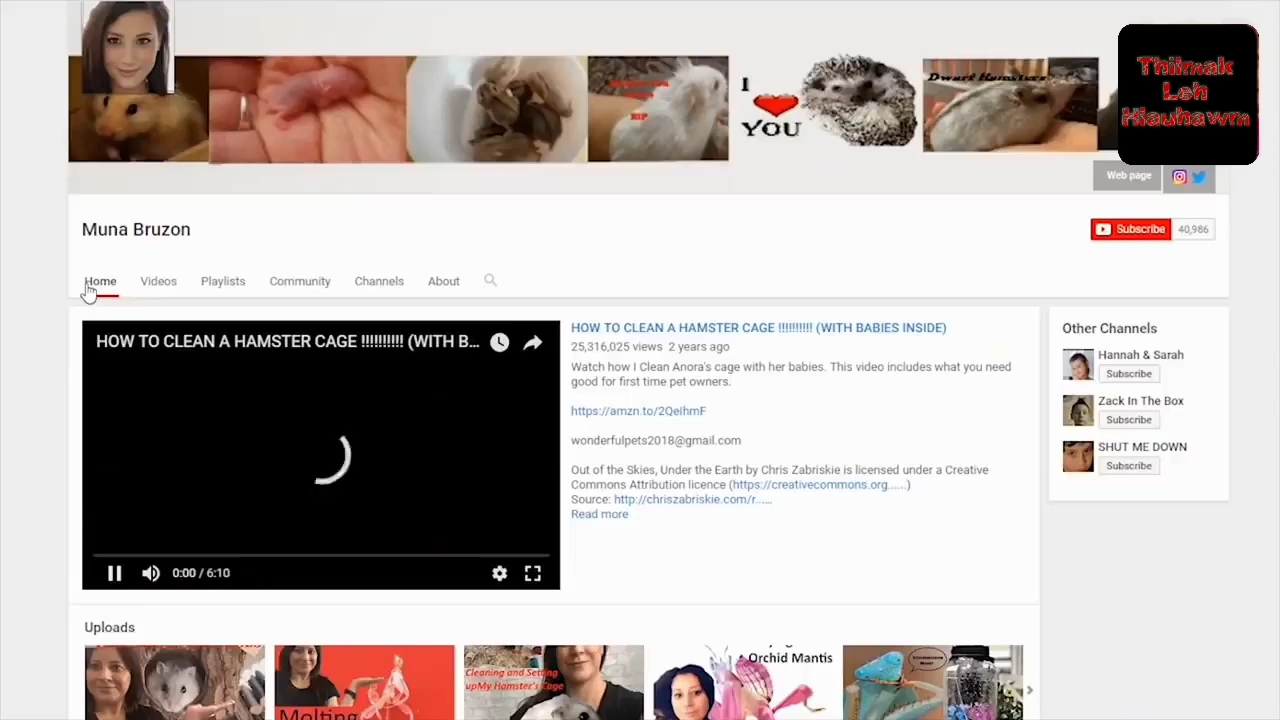 Thilmak
Leh
Hlauhawm
I
YOU
RIP
Dwarf Hamsters
Web page
Muna Bruzon
Subscribe 40,986
Home Videos Playlists Community Channels About
HOW TO CLEAN A HAMSTER CAGE !!!!!!!!!! (WITH B...
0:00 / 6:10
HOW TO CLEAN A HAMSTER CAGE !!!!!!!!!! (WITH BABIES INSIDE)
25,316,025 views 2 years ago
Watch how I Clean Anora's cage with her babies. This video includes what you need
good for first time pet owners.
https://amzn.to/2QeIhmF
wonderfulpets2018@gmail.com
Out of the Skies, Under the Earth by Chris Zabriskie is licensed under a Creative
Commons Attribution licence (https://creativecommons.org......)
Source: http://chriszabriskie.com/r......
Read more
Other Channels
Hannah & Sarah
Subscribe
Zack In The Box
Subscribe
SHUT ME DOWN
Subscribe
Uploads
Molting
Cleaning and Setting
upMy Hamster's Cage
Orchid Mantis